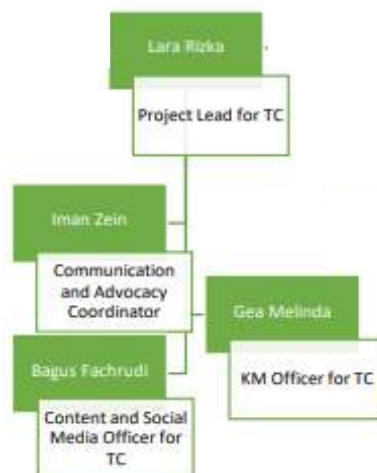 Lara Rizka
Project Lead for TC
Iman Zein
Communication
and Advocacy
Coordinator
Gea Melinda
KM Officer for TC
Bagus Fachrudi
Content and Social
Media Officer for
TC